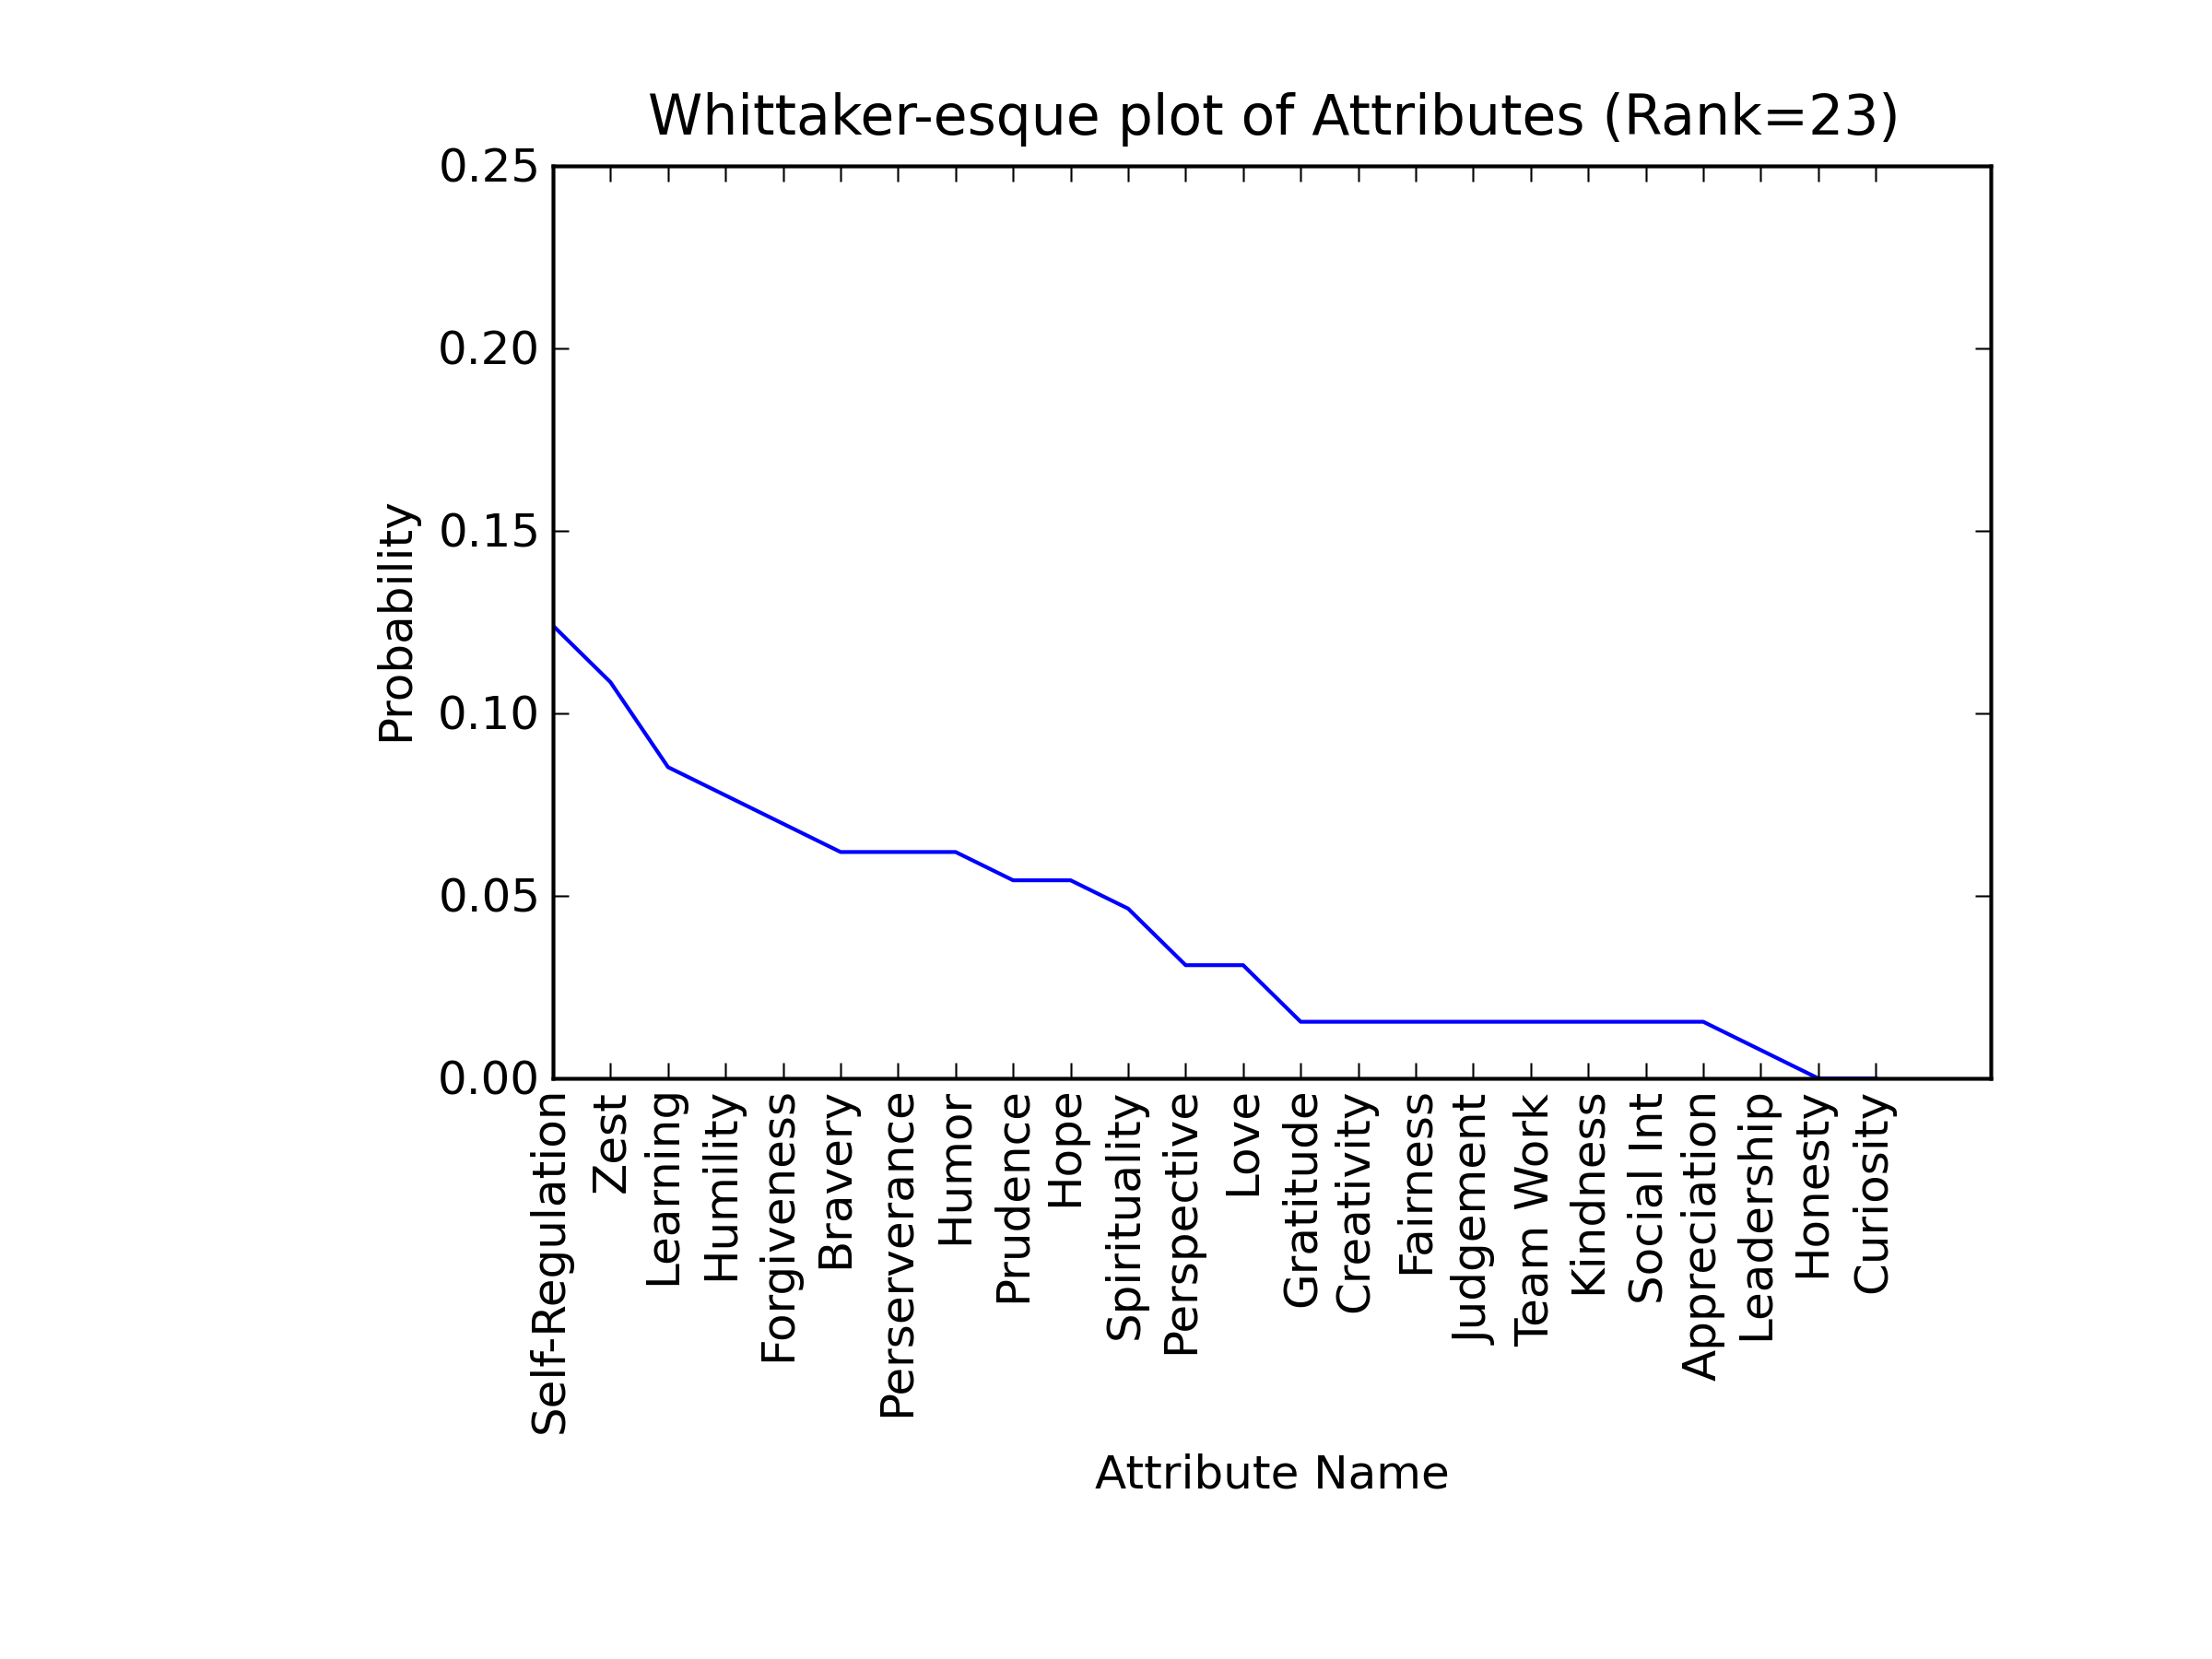 Whittaker-esque plot of Attributes (Rank=23)
0.25
0.20
0.15
0.10
0.05
0.00
Probability
Self-Regulation
Zest
Learning
Humility
Forgiveness
Bravery
Perserverance
Humor
Prudence
Hope
Spirituality
Perspective
Love
Gratitude
Creativity
Fairness
Judgement
Team Work
Kindness
Social Int
Appreciation
Leadership
Honesty
Curiosity
Attribute Name